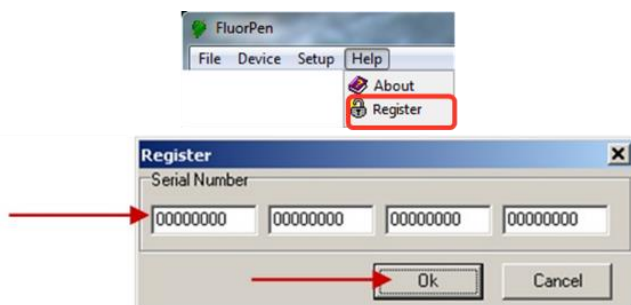 FluorPen
File Device Setup Help
About
Register
Register
Serial Number
00000000 00000000 00000000 00000000
Ok Cancel